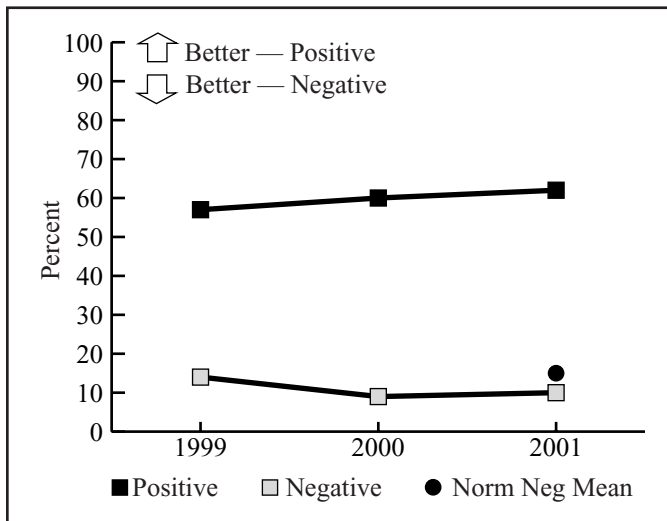 100
90
80
70
60
50
40
30
20
10
0
Percent
Better — Positive
Better — Negative
1999 2000 2001
Positive Negative Norm Neg Mean